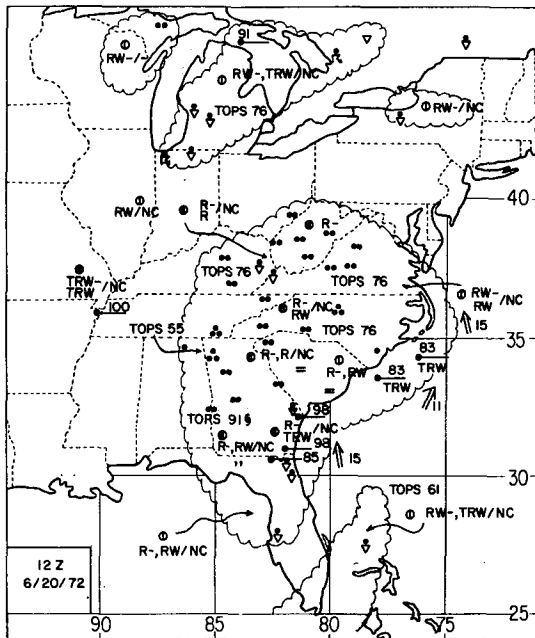 91
RW-/-
RW-,TRW/NC
TOPS 76
RW-/NC
RW/NC
R-/NC
R
40
R-
TRW-/NC
TRW
100
TOPS 76
TOPS 76
RW-/NC
RW-
15
R-/NC
RW-
TOPS 76
TOPS 55
35
R-,R/NC
R-,RW
83
TRW
83
TRW
11
TOPS 91
98
R-
TRW/NC
R-,RW/NC
98
85
15
30
TOPS 61
R-,RW/NC
RW-,TRW/NC
12 Z
6/20/72
90
85
80
75